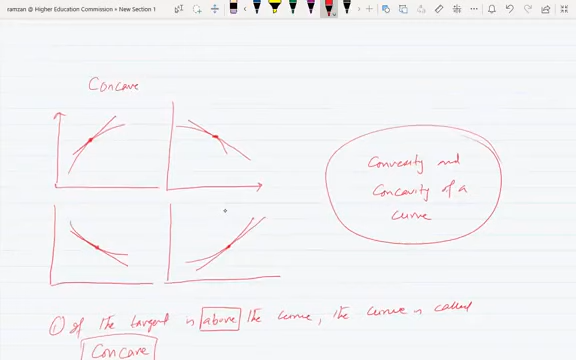 ramzan @ Higher Education Commission » New Section 1
Concave
Convexity and
Concavity of a
curve
① If the tangent is above the curve, the curve is called
Concave